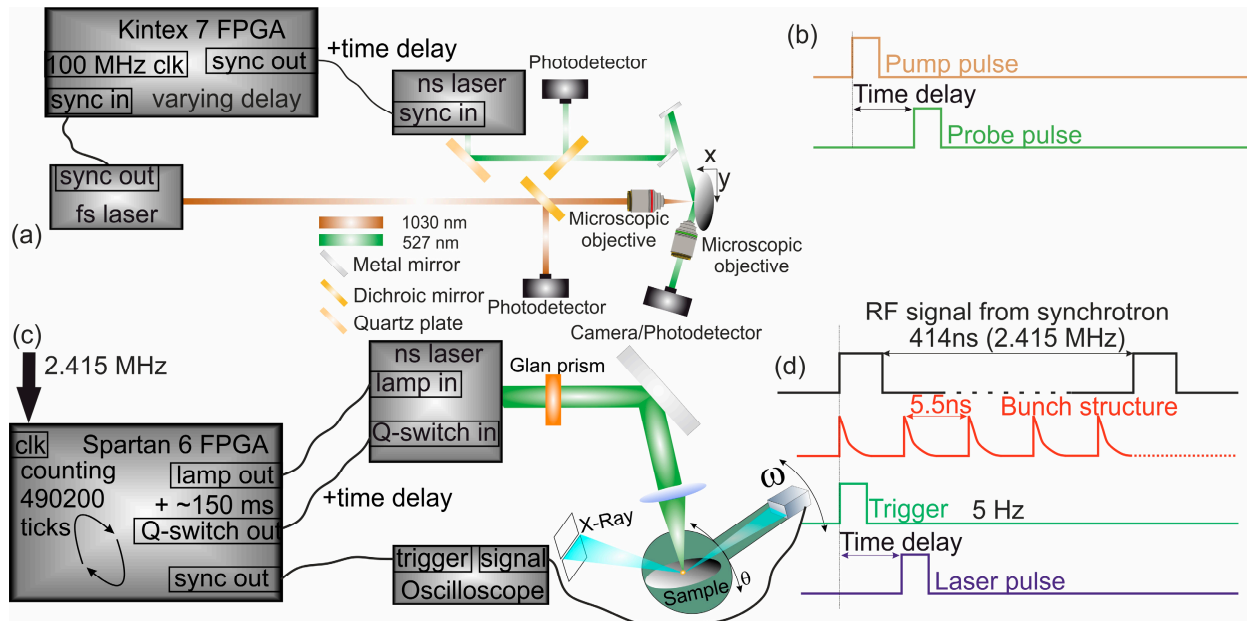 Kintex 7 FPGA
100 MHz clk
sync out
sync in
varying delay
+time delay
ns laser
sync in
Photodetector
sync out
fs laser
x
y
Microscopic
objective
Microscopic
objective
(a)
1030 nm
527 nm
Metal mirror
Dichroic mirror
Quartz plate
Photodetector
Camera/Photodetector
(b)
Pump pulse
Time delay
Probe pulse
(c)
2.415 MHz
clk
Spartan 6 FPGA
counting
490200
ticks
lamp out
+ ~150 ms
Q-switch out
sync out
ns laser
lamp in
Q-switch in
+time delay
Glan prism
X-Ray
trigger
signal
Oscilloscope
Sample
θ
ω
(d)
RF signal from synchrotron
414ns (2.415 MHz)
5.5ns
Bunch structure
Trigger
5 Hz
Time delay
Laser pulse